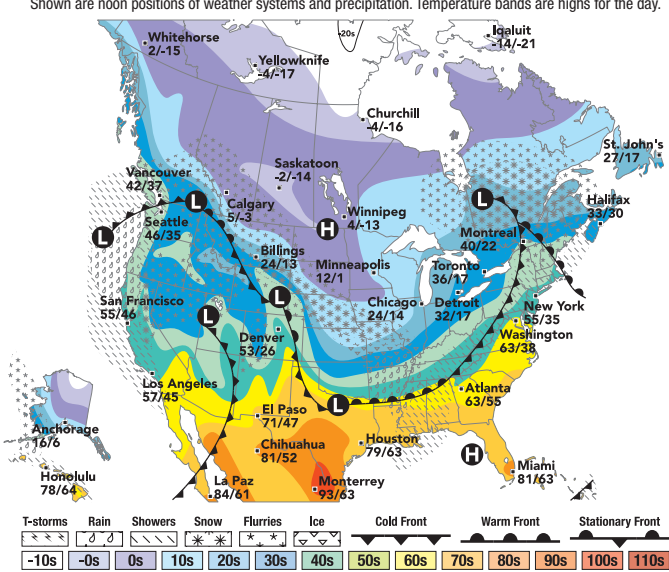 Shown are noon positions of weather systems and precipitation. Temperature bands are highs for the day.
-20s
Iqaluit
-14/-21
Whitehorse
2/-15
Yellowknife
-4/-17
Churchill
-4/-16
St. John's
27/17
Saskatoon
-2/-14
Vancouver
42/37
L
L
Calgary
5/-3
Halifax
33/30
Winnipeg
4/-13
Seattle
46/35
L
H
Montreal
40/22
Billings
24/13
Minneapolis
12/1
Toronto
36/17
San Francisco
55/46
L
L
Chicago
24/14
Detroit
32/17
New York
55/35
Denver
53/26
Washington
63/38
Los Angeles
57/45
Atlanta
63/55
L
El Paso
71/47
Anchorage
16/6
Houston
79/63
Chihuahua
81/52
H
Honolulu
78/64
La Paz
84/61
Monterrey
93/63
Miami
81/63
T-storms Rain Showers Snow Flurries Ice Cold Front Warm Front Stationary Front
-10s -0s 0s 10s 20s 30s 40s 50s 60s 70s 80s 90s 100s 110s